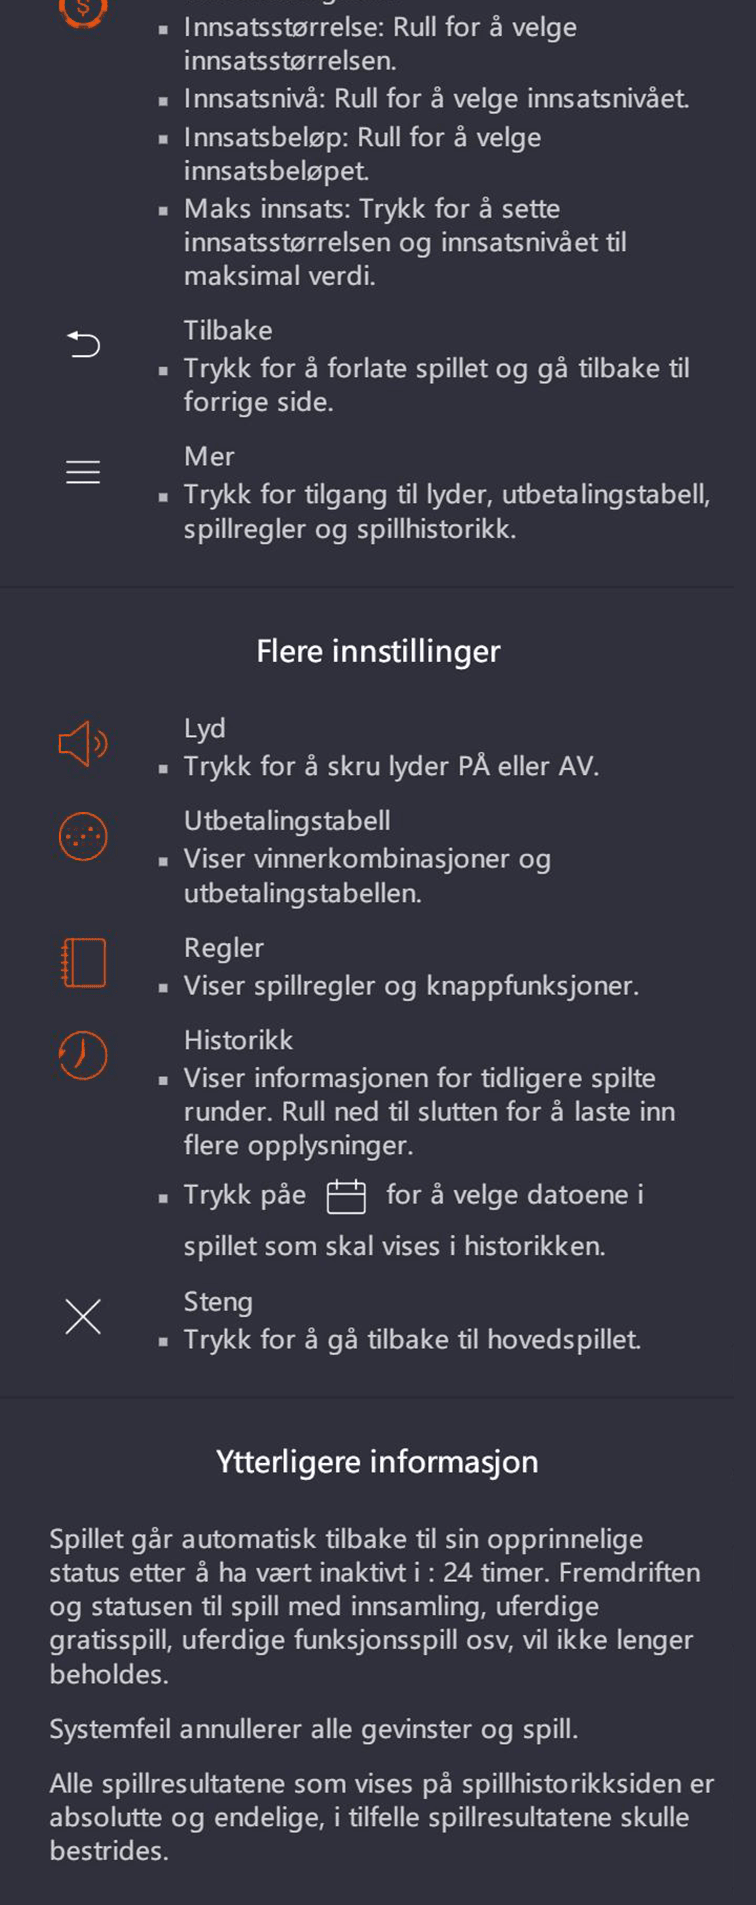 Innsatsstørrelse: Rull for å velge
innsatsstørrelsen.
Innsatsnivå: Rull for å velge innsatsnivået.
Innsatsbeløp: Rull for å velge
innsatsbeløpet.
Maks innsats: Trykk for å sette
innsatsstørrelsen og innsatsnivået til
maksimal verdi.
Tilbake
Trykk for å forlate spillet og gå tilbake til
forrige side.
Mer
Trykk for tilgang til lyder, utbetalingstabell,
spillregler og spillhistorikk.
Flere innstillinger
Lyd
Trykk for å skru lyder PÅ eller AV.
Utbetalingstabell
Viser vinnerkombinasjoner og
utbetalingstabellen.
Regler
Viser spillregler og knappfunksjoner.
Historikk
Viser informasjonen for tidligere spilte
runder. Rull ned til slutten for å laste inn
flere opplysninger.
Trykk påe for å velge datoene i
spillet som skal vises i historikken.
Steng
Trykk for å gå tilbake til hovedspillet.
Ytterligere informasjon
Spillet går automatisk tilbake til sin opprinnelige
status etter å ha vært inaktivt i : 24 timer. Fremdriften
og statusen til spill med innsamling, uferdige
gratisspill, uferdige funksjonsspill osv, vil ikke lenger
beholdes.
Systemfeil annullerer alle gevinster og spill.
Alle spillresultatene som vises på spillhistorikksiden er
absolutte og endelige, i tilfelle spillresultatene skulle
bestrides.